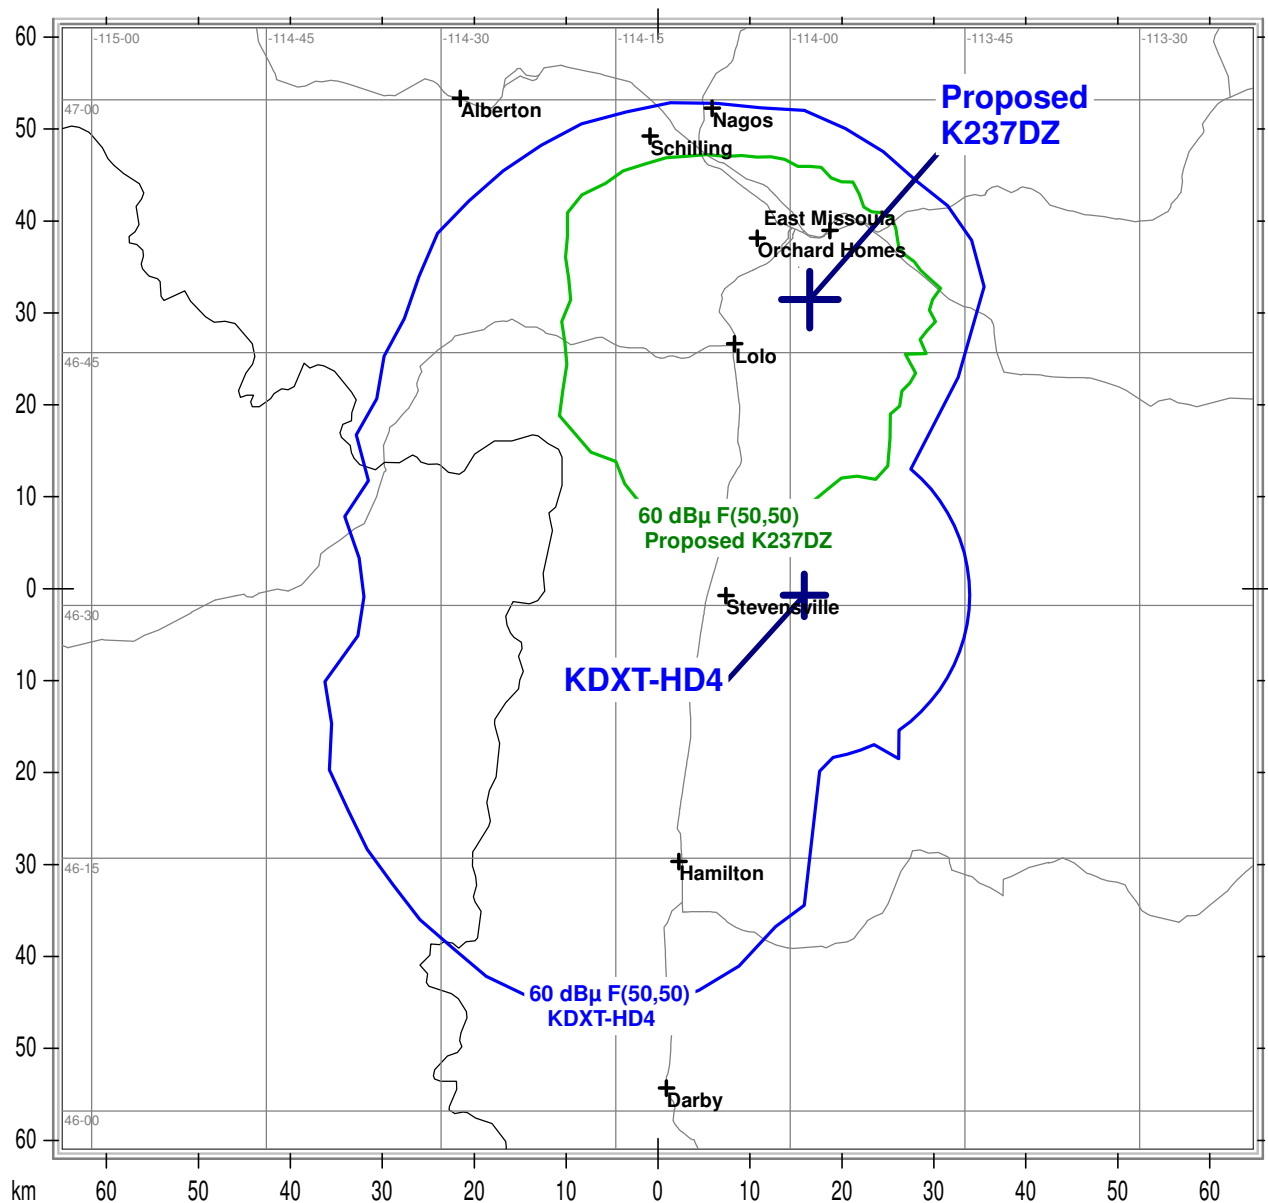 60
-115-00
-114-45
-114-30
-114-15
-114-00
-113-45
-113-30
Proposed
K237DZ
47-00
Alberton
Nagos
50
Schilling
40
East Missoula
Orchard Homes
30
Lolo
46-45
20
10
60 dBµ F(50,50)
Proposed K237DZ
0
Stevensville
46-30
10
KDXT-HD4
20
30
46-15
Hamilton
40
60 dBµ F(50,50)
KDXT-HD4
50
Darby
46-00
60
km
60
50
40
30
20
10
0
10
20
30
40
50
60